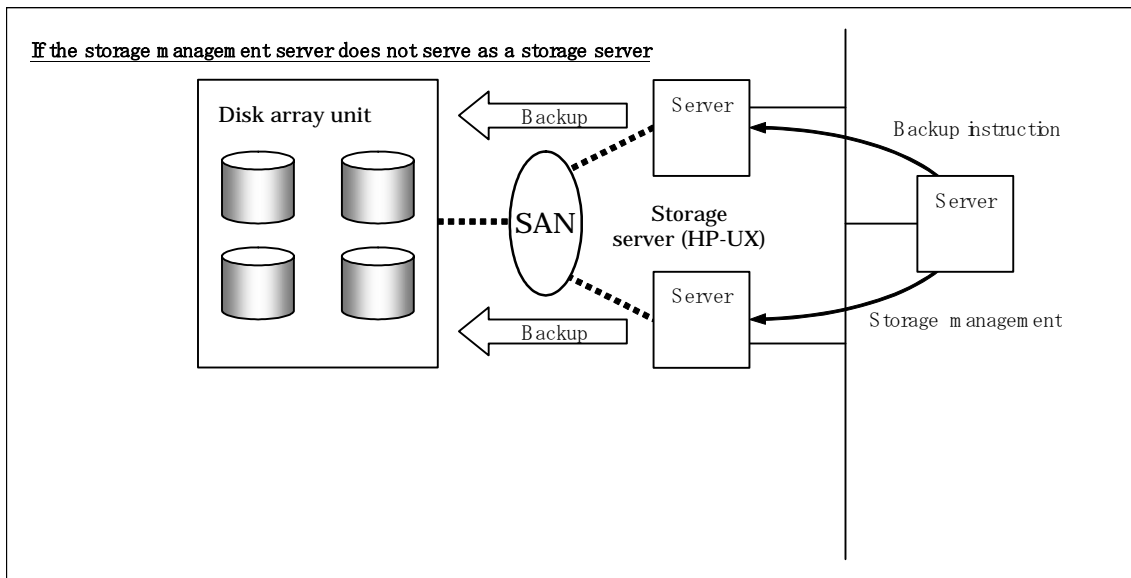 If the storage management server does not serve as a storage server
Disk array unit
Backup
Server
Backup instruction
Server
SAN
Storage
server (HP-UX)
Server
Backup
Storage management